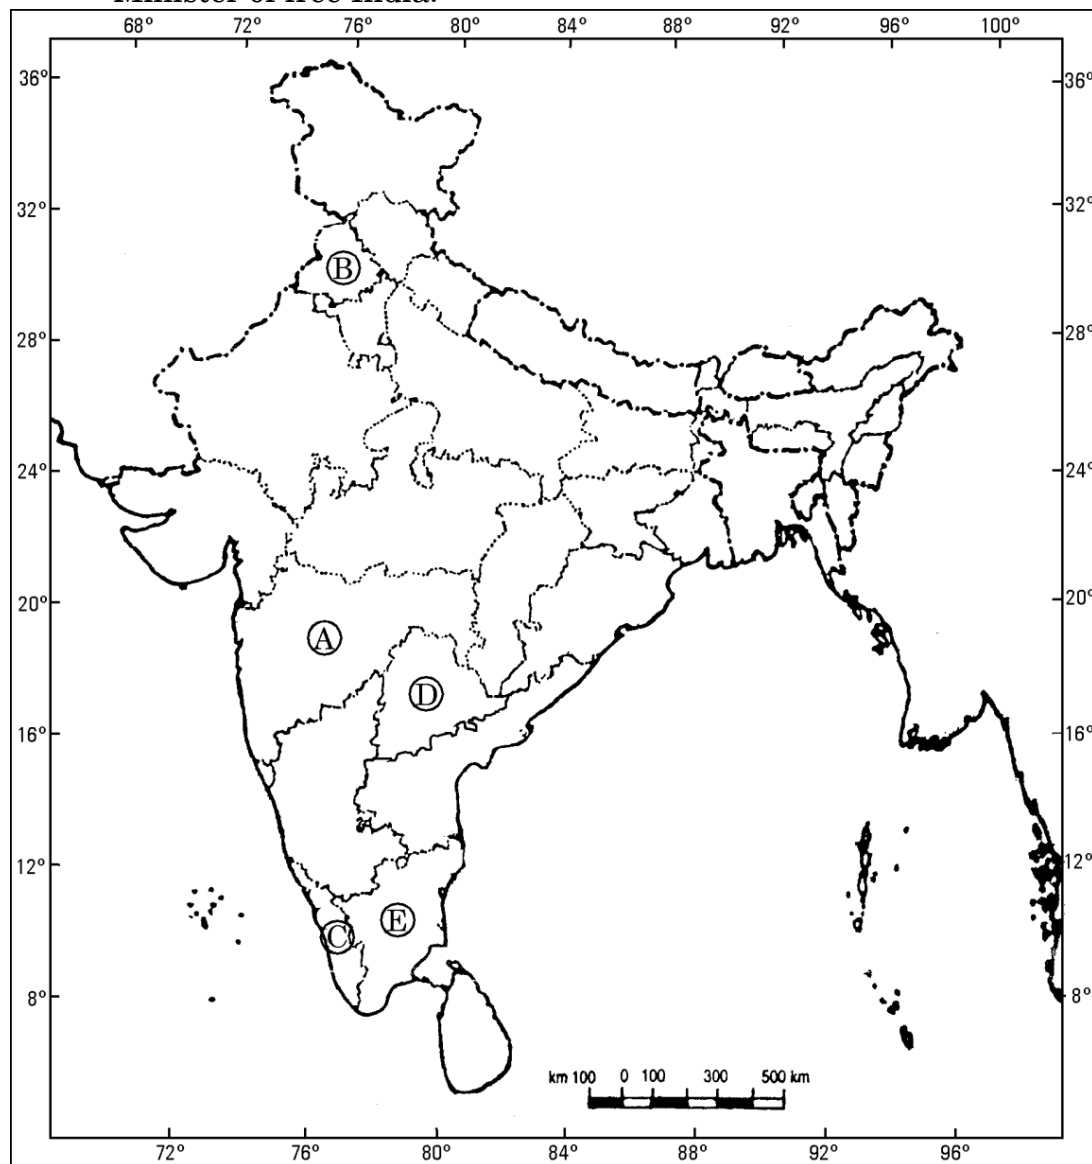 Minister of free India.
68° 72° 76° 80° 84° 88° 92° 96° 100°
36° 36°
32° 32°
B
28° 28°
24° 24°
20° 20°
A
D
16° 16°
12° 12°
E
C
8° 8°
km 100 0 100 300 500 km
72° 76° 80° 84° 88° 92° 96°